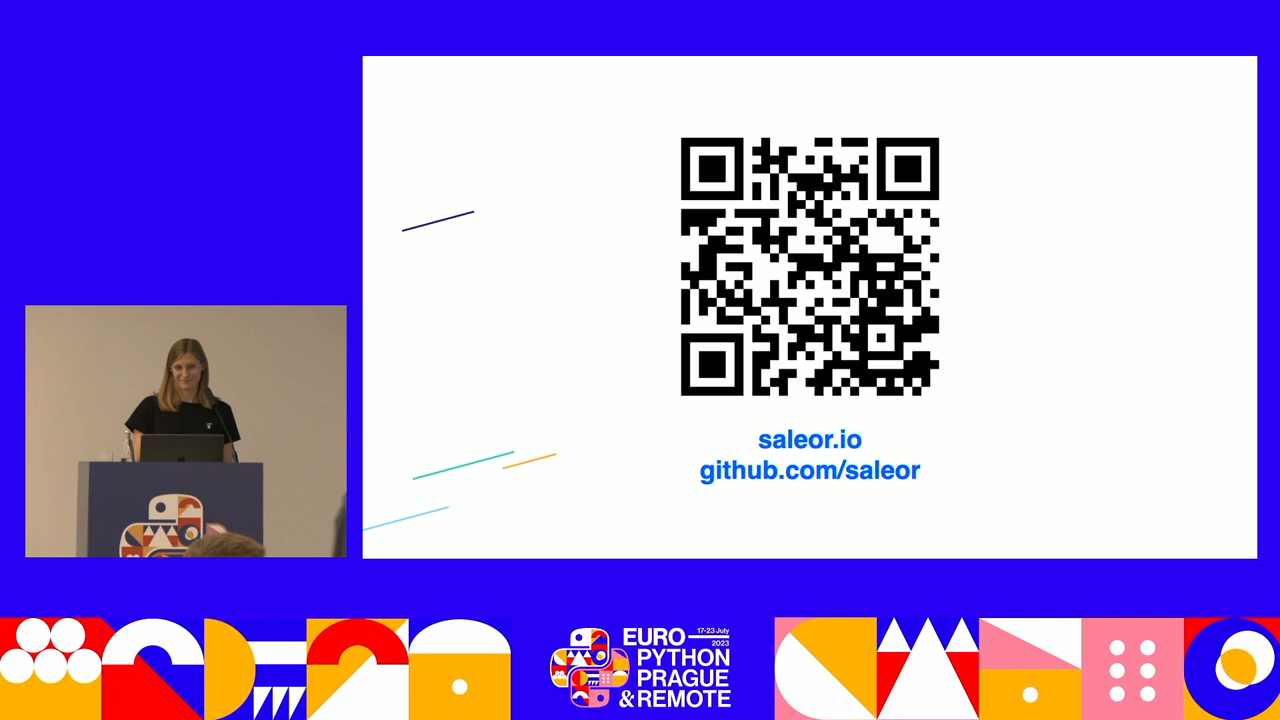 saleor.io
github.com/saleor
EURO
17-23 July
2023
PYTHON
PRAGUE
& REMOTE